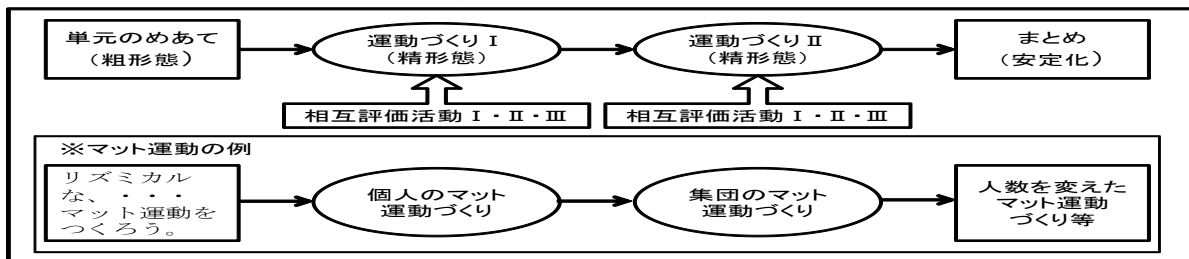 単元のめあて
(粗形態)
運動づくりⅠ
(精形態)
運動づくりⅡ
(精形態)
まとめ
(安定化)
相互評価活動Ⅰ・Ⅱ・Ⅲ
相互評価活動Ⅰ・Ⅱ・Ⅲ
※マット運動の例
リズミカル
な、・・・
マット運動を
つくろう。
個人のマット
運動づくり
集団のマット
運動づくり
人数を変えた
マット運動
づくり等